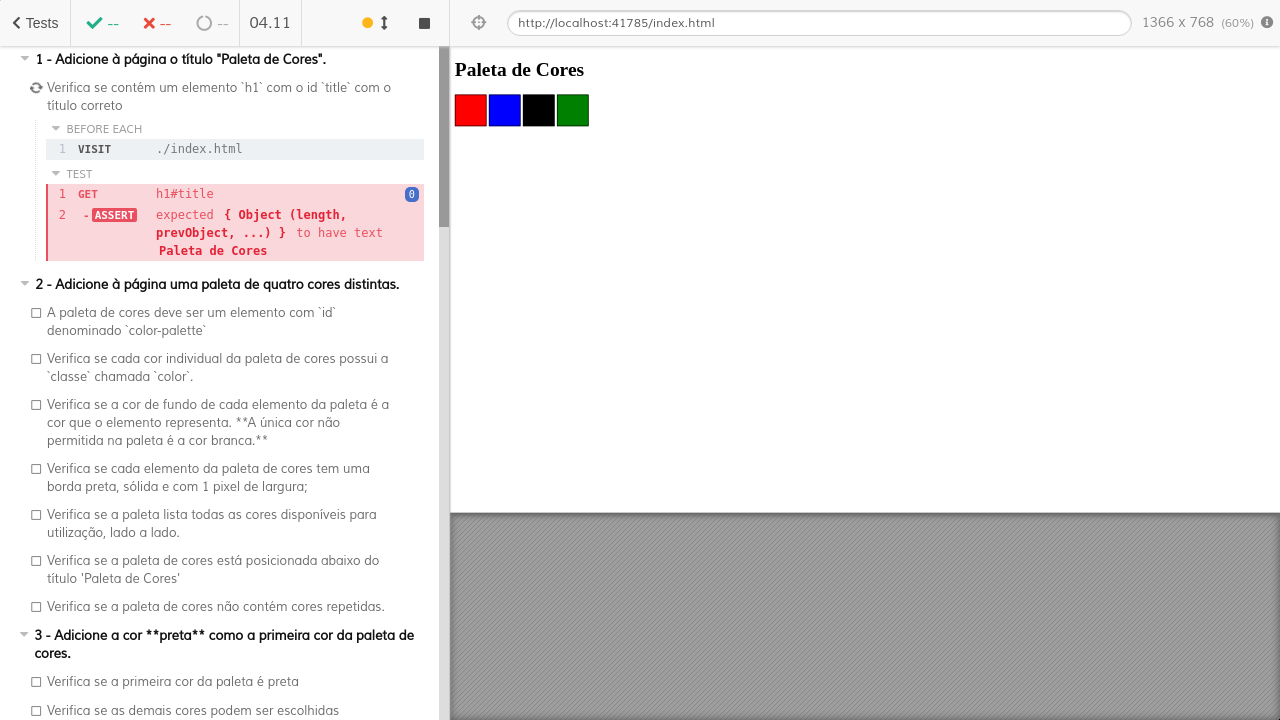 Tests
--
--
--
04.11
http://localhost:41785/index.html
1366 x 768 (60%)
1 - Adicione à página o título "Paleta de Cores".
Verifica se contém um elemento `h1` com o id `title` com o
título correto
BEFORE EACH
1 VISIT ./index.html
TEST
1 GET h1#title 0
2 - ASSERT expected { Object (length,
prevObject, ...) } to have text
Paleta de Cores
2 - Adicione à página uma paleta de quatro cores distintas.
A paleta de cores deve ser um elemento com `id`
denominado `color-palette`
Verifica se cada cor individual da paleta de cores possui a
`classe` chamada `color`.
Verifica se a cor de fundo de cada elemento da paleta é a
cor que o elemento representa. **A única cor não
permitida na paleta é a cor branca.**
Verifica se cada elemento da paleta de cores tem uma
borda preta, sólida e com 1 pixel de largura;
Verifica se a paleta lista todas as cores disponíveis para
utilização, lado a lado.
Verifica se a paleta de cores está posicionada abaixo do
título 'Paleta de Cores'
Verifica se a paleta de cores não contém cores repetidas.
3 - Adicione a cor **preta** como a primeira cor da paleta de
cores.
Verifica se a primeira cor da paleta é preta
Verifica se as demais cores podem ser escolhidas
Paleta de Cores